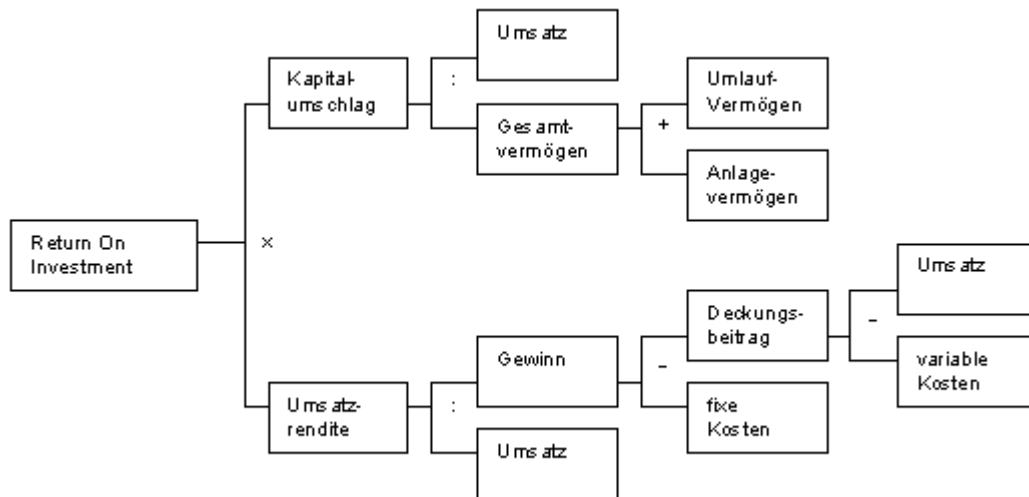 Umsatz
Kapital-
umschlag
:
Umlauf-
Vermögen
Gesamt-
vermögen
+
Anlage-
vermögen
Return On
Investment
×
Umsatz
Deckungs-
beitrag
-
Gewinn
-
variable
Kosten
Umsatz-
rendite
:
fixe
Kosten
Umsatz